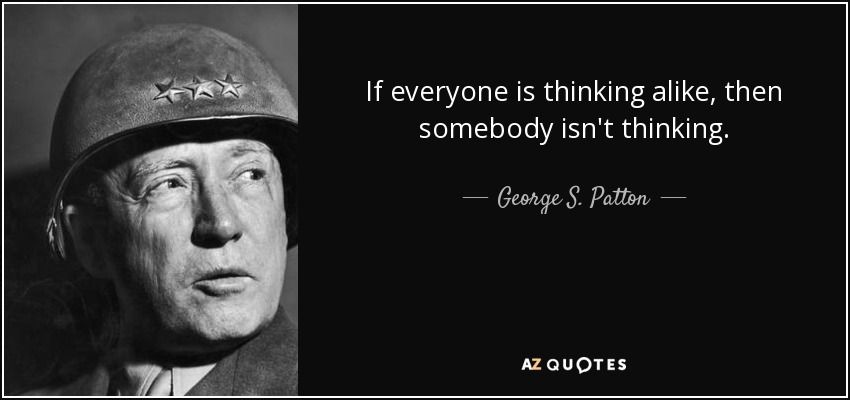 If everyone is thinking alike, then
somebody isn't thinking.
George S. Patton
AZ QUOTES